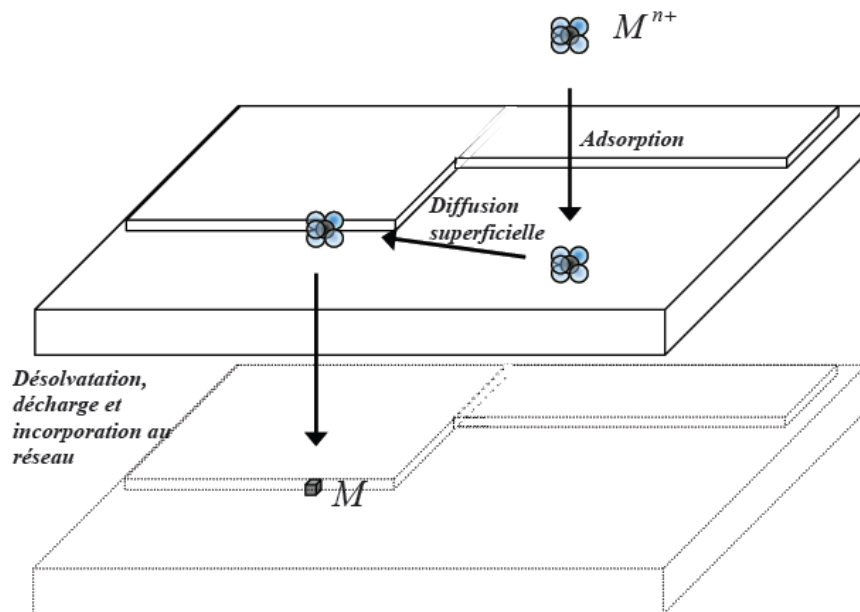 M^{n+}
Adsorption
Diffusion
superficielle
Désolvatation,
décharge et
incorporation au
réseau
M